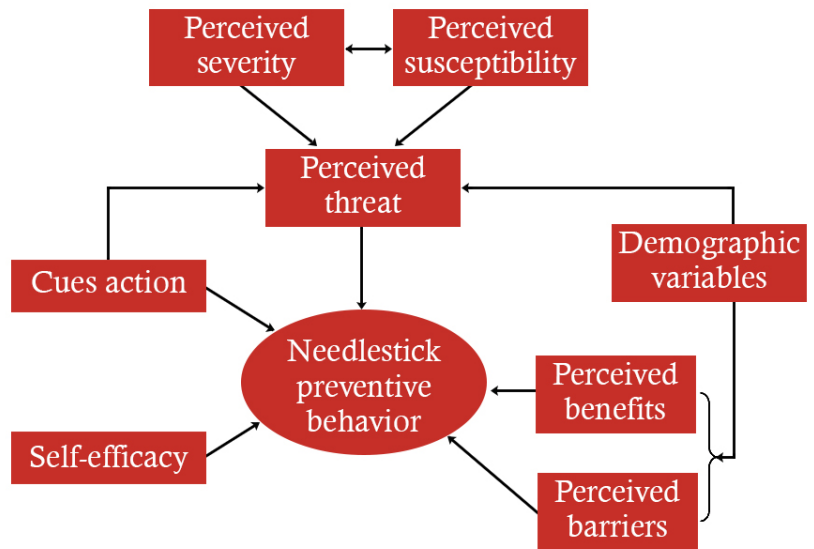 Perceived
severity
Perceived
susceptibility
Perceived
threat
Demographic
variables
Cues action
Needlestick
preventive
behavior
Perceived
benefits
Self-efficacy
Perceived
barriers